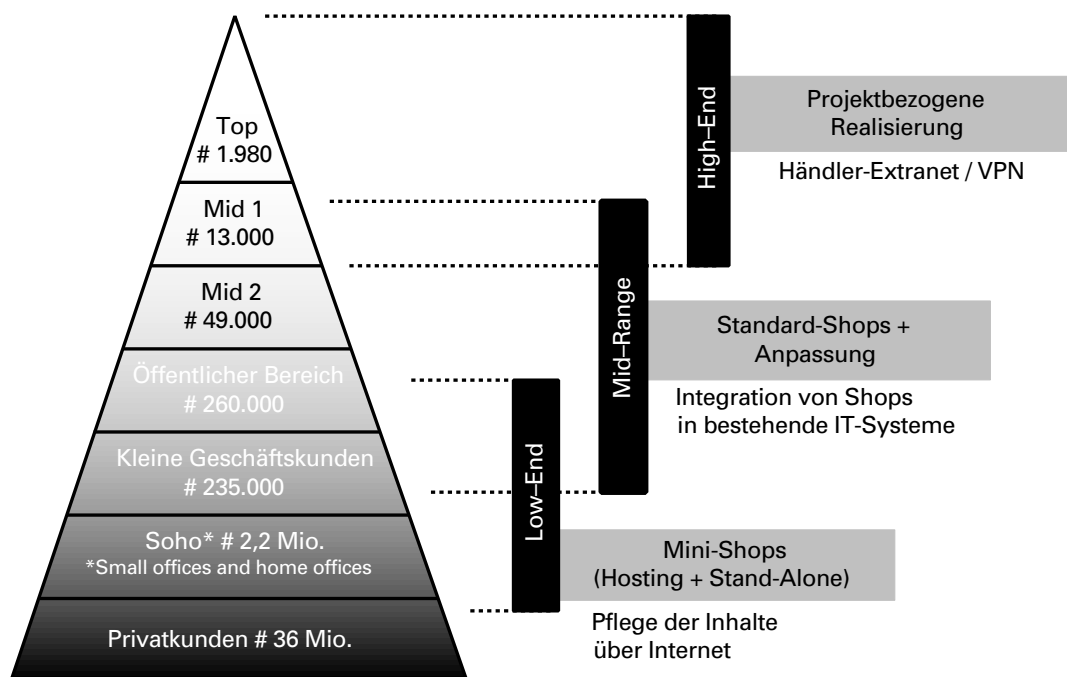 Top
# 1.980
Mid 1
# 13.000
Mid 2
# 49.000
Öffentlicher Bereich
# 260.000
Kleine Geschäftskunden
# 235.000
Soho* # 2,2 Mio.
*Small offices and home offices
Privatkunden # 36 Mio.
High–End
Projektbezogene
Realisierung
Händler-Extranet / VPN
Mid–Range
Standard-Shops +
Anpassung
Integration von Shops
in bestehende IT-Systeme
Low–End
Mini-Shops
(Hosting + Stand-Alone)
Pflege der Inhalte
über Internet